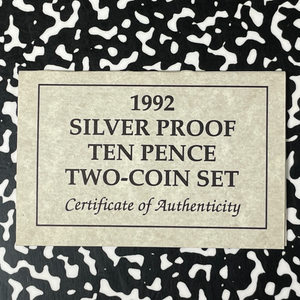 1992
SILVER PROOF
TEN PENCE
TWO-COIN SET
Certificate of Authenticity